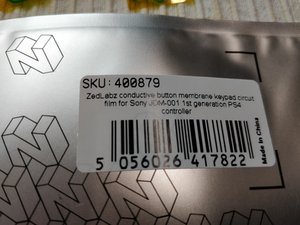 SKU: 400879
ZedLabz conductive button membrane keypad circuit
film for Sony JDM-001 1st generation PS4
controller
Made in China
5 056026 417822